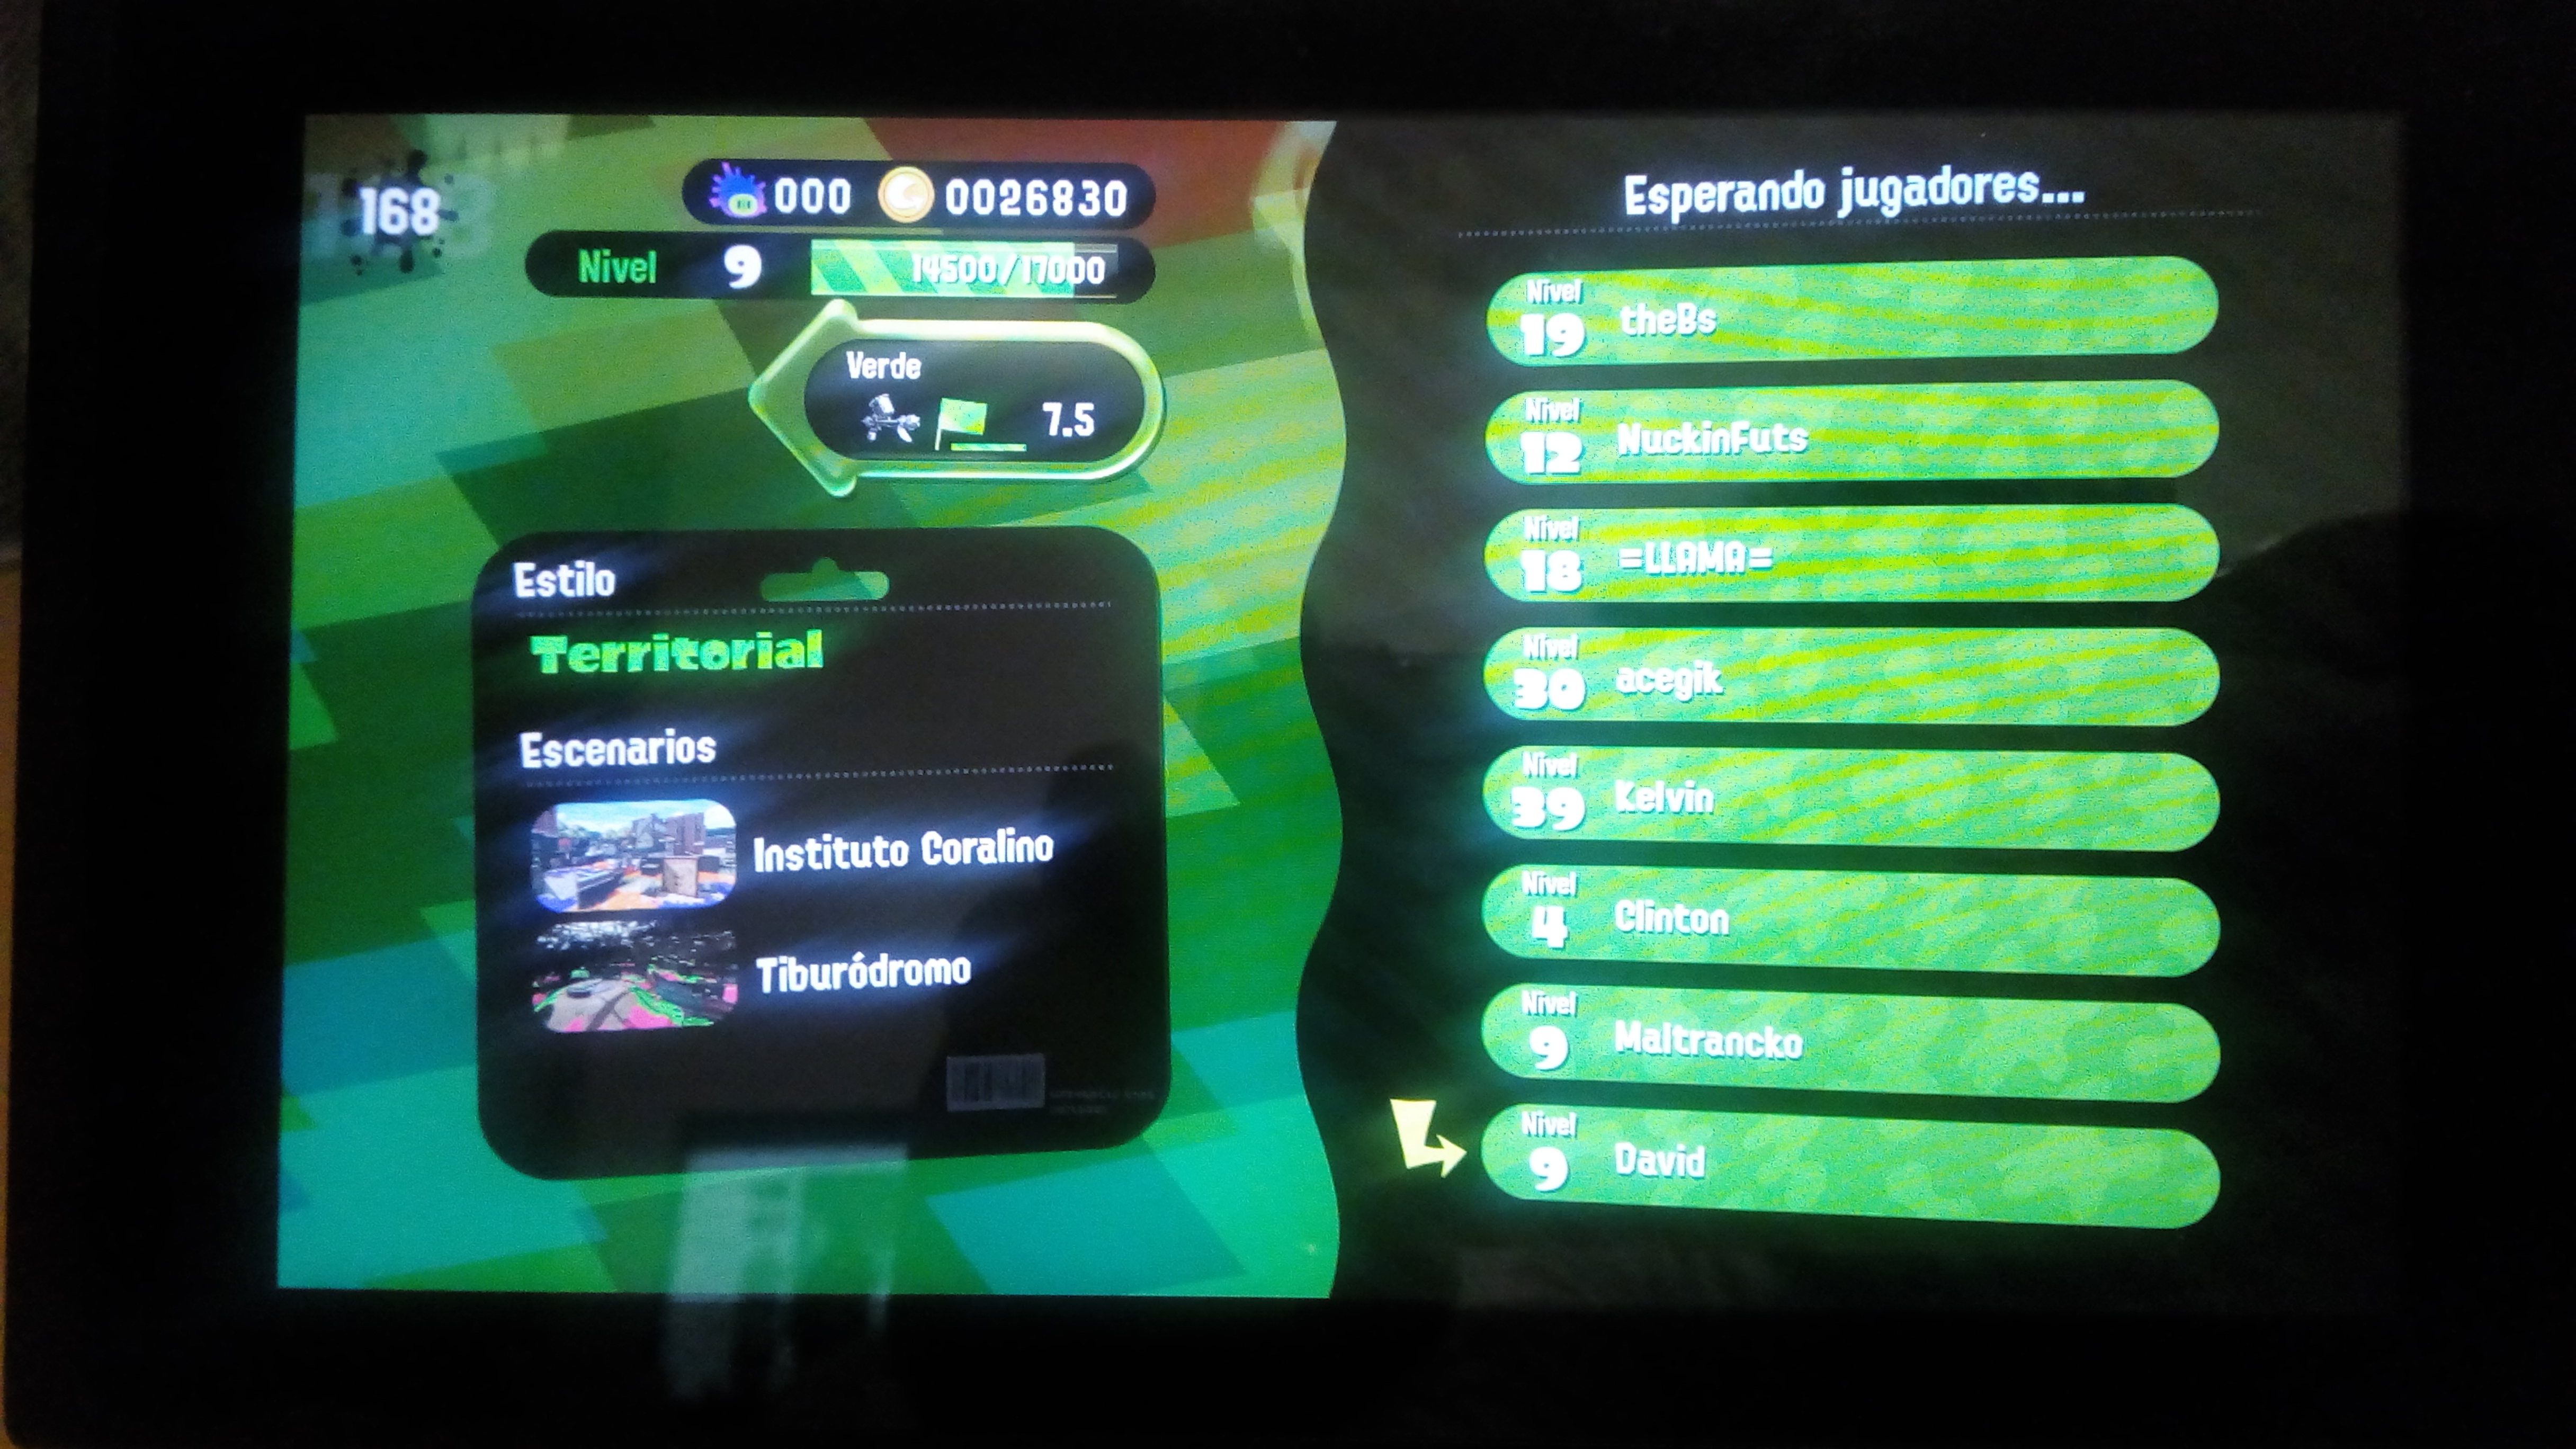 168
000 0026830
Nivel 9 14500/17000
Verde
7.5
Estilo
Territorial
Escenarios
Instituto Coralino
Tiburódromo
Esperando jugadores...
Nivel
19 theBs
Nivel
12 NuckinFuts
Nivel
18 =LLAMA=
Nivel
30 acegik
Nivel
39 Kelvin
Nivel
4 Clinton
Nivel
9 Maltrancko
Nivel
9 David